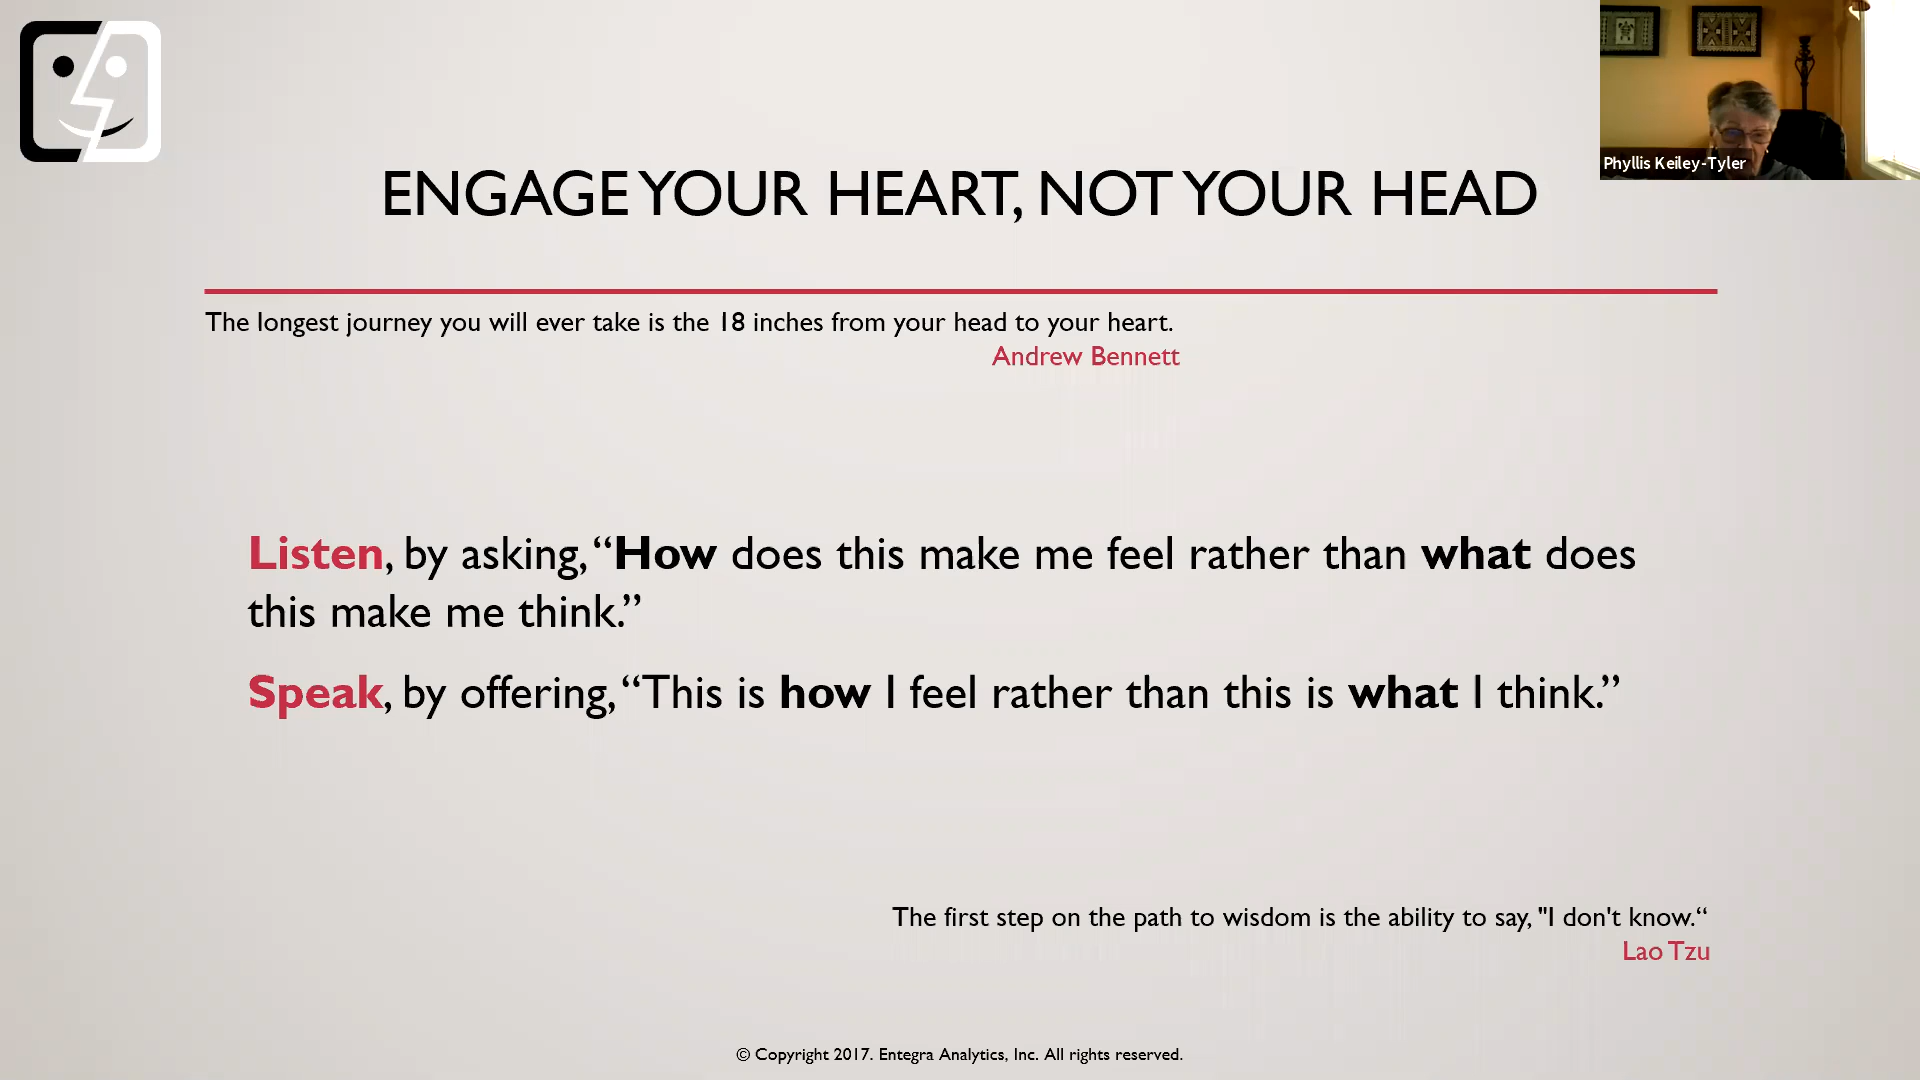 Phyllis Keiley-Tyler
ENGAGE YOUR HEART, NOT YOUR HEAD
The longest journey you will ever take is the 18 inches from your head to your heart.
Andrew Bennett
Listen, by asking, “How does this make me feel rather than what does
this make me think.”
Speak, by offering, “This is how I feel rather than this is what I think.”
The first step on the path to wisdom is the ability to say, "I don't know.“
Lao Tzu
© Copyright 2017. Entegra Analytics, Inc. All rights reserved.